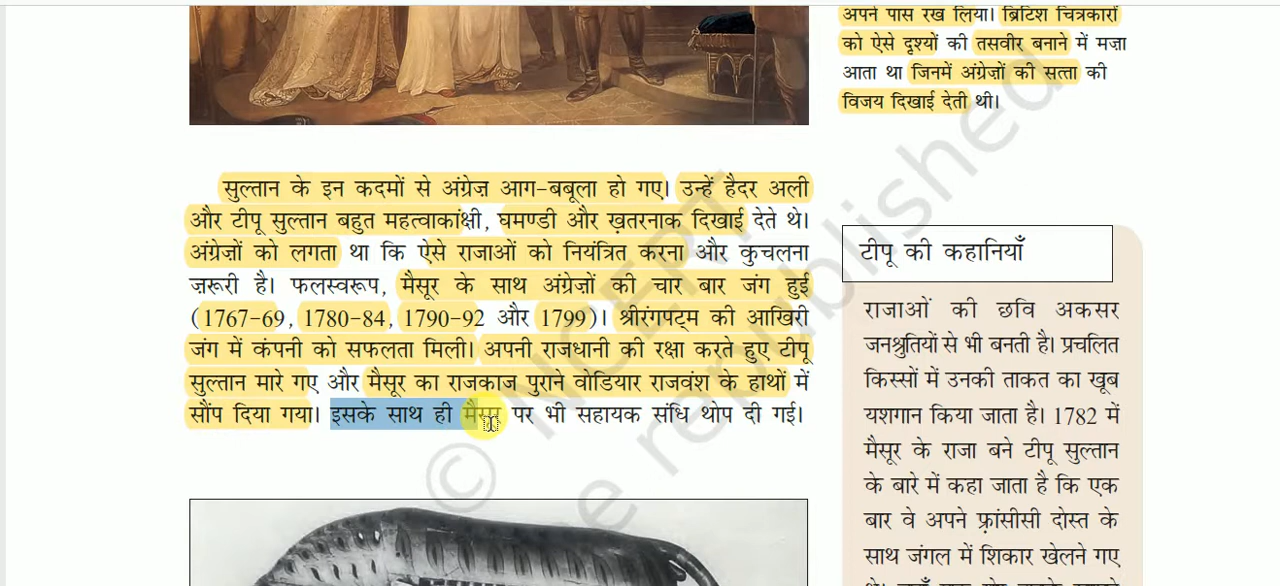 अपने पास रख लिया। ब्रिटिश चित्रकारों
को ऐसे दृश्यों की तसवीर बनाने में मज़ा
आता था जिनमें अंग्रेज़ों की सत्ता की
विजय दिखाई देती थी।
सुल्तान के इन कदमों से अंग्रेज़ आग-बबूला हो गए। उन्हें हैदर अली
और टीपू सुल्तान बहुत महत्वाकांक्षी, घमण्डी और ख़तरनाक दिखाई देते थे।
अंग्रेज़ों को लगता था कि ऐसे राजाओं को नियंत्रित करना और कुचलना
ज़रूरी है। फलस्वरूप, मैसूर के साथ अंग्रेज़ों की चार बार जंग हुई
(1767-69, 1780-84, 1790-92 और 1799)। श्रीरंगपट्म की आखिरी
जंग में कंपनी को सफलता मिली। अपनी राजधानी की रक्षा करते हुए टीपू
सुल्तान मारे गए और मैसूर का राजकाज पुराने वोडियार राजवंश के हाथों में
सौंप दिया गया। इसके साथ ही मैसूर पर भी सहायक संधि थोप दी गई।
टीपू की कहानियाँ
राजाओं की छवि अकसर
जनश्रुतियों से भी बनती है। प्रचलित
किस्सों में उनकी ताकत का खूब
यशगान किया जाता है। 1782 में
मैसूर के राजा बने टीपू सुल्तान
के बारे में कहा जाता है कि एक
बार वे अपने फ़्रांसीसी दोस्त के
साथ जंगल में शिकार खेलने गए
© NCERT
e republished